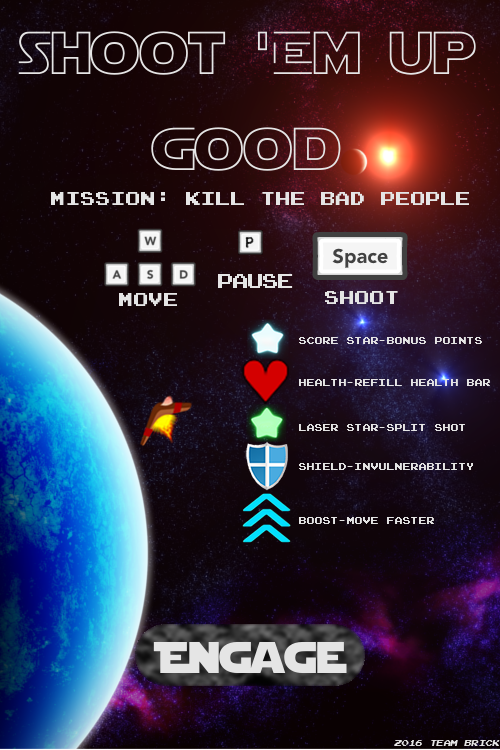 SHOOT 'EM UP
GOOD
MISSION: KILL THE BAD PEOPLE
W
A S D
MOVE
P
PAUSE
Space
SHOOT
SCORE STAR-BONUS POINTS
HEALTH-REFILL HEALTH BAR
LASER STAR-SPLIT SHOT
SHIELD-INVULNERABILITY
BOOST-MOVE FASTER
ENGAGE
2016 TEAM BRICK